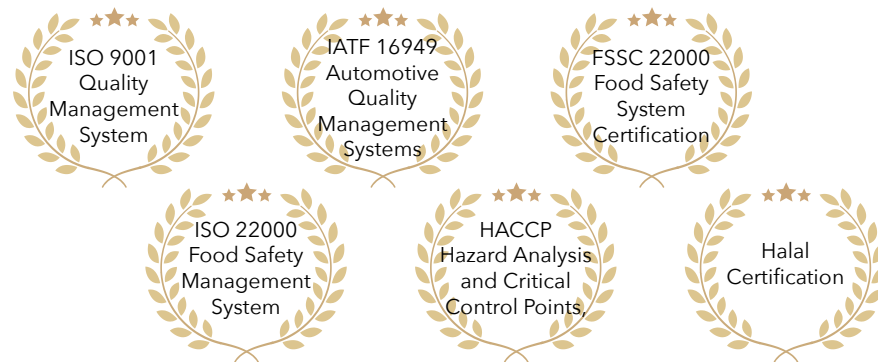 ISO 9001
Quality
Management
System
IATF 16949
Automotive
Quality
Management
Systems
FSSC 22000
Food Safety
System
Certification
ISO 22000
Food Safety
Management
System
HACCP
Hazard Analysis
and Critical
Control Points,
Halal
Certification